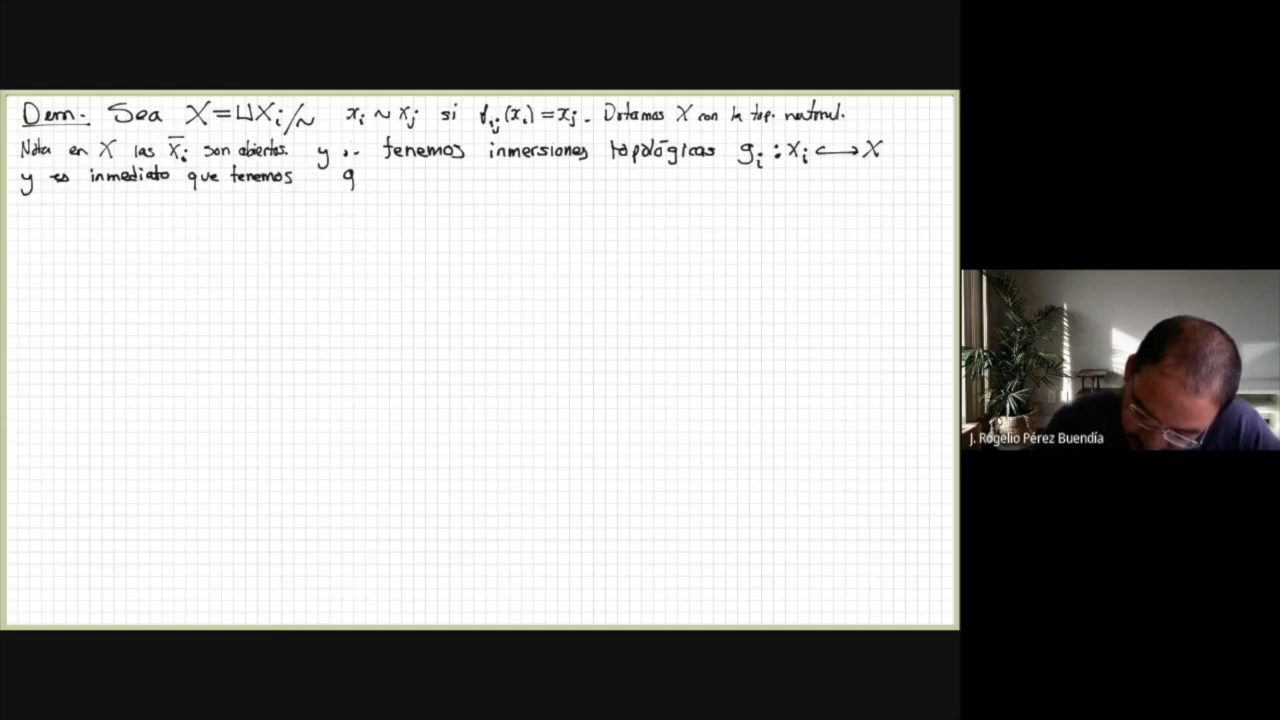 Dem. Sea X = ⊔X_i/∼ x_i ∼ x_j si f_ij(x_i) = x_j. Dotamos X con la top. natural.
Nota en X las X̄_i son abiertos. y ∴ tenemos inmersiones topológicas g_i : X_i ↪ X
y es inmediato que tenemos g
J. Rogelio Pérez Buendía